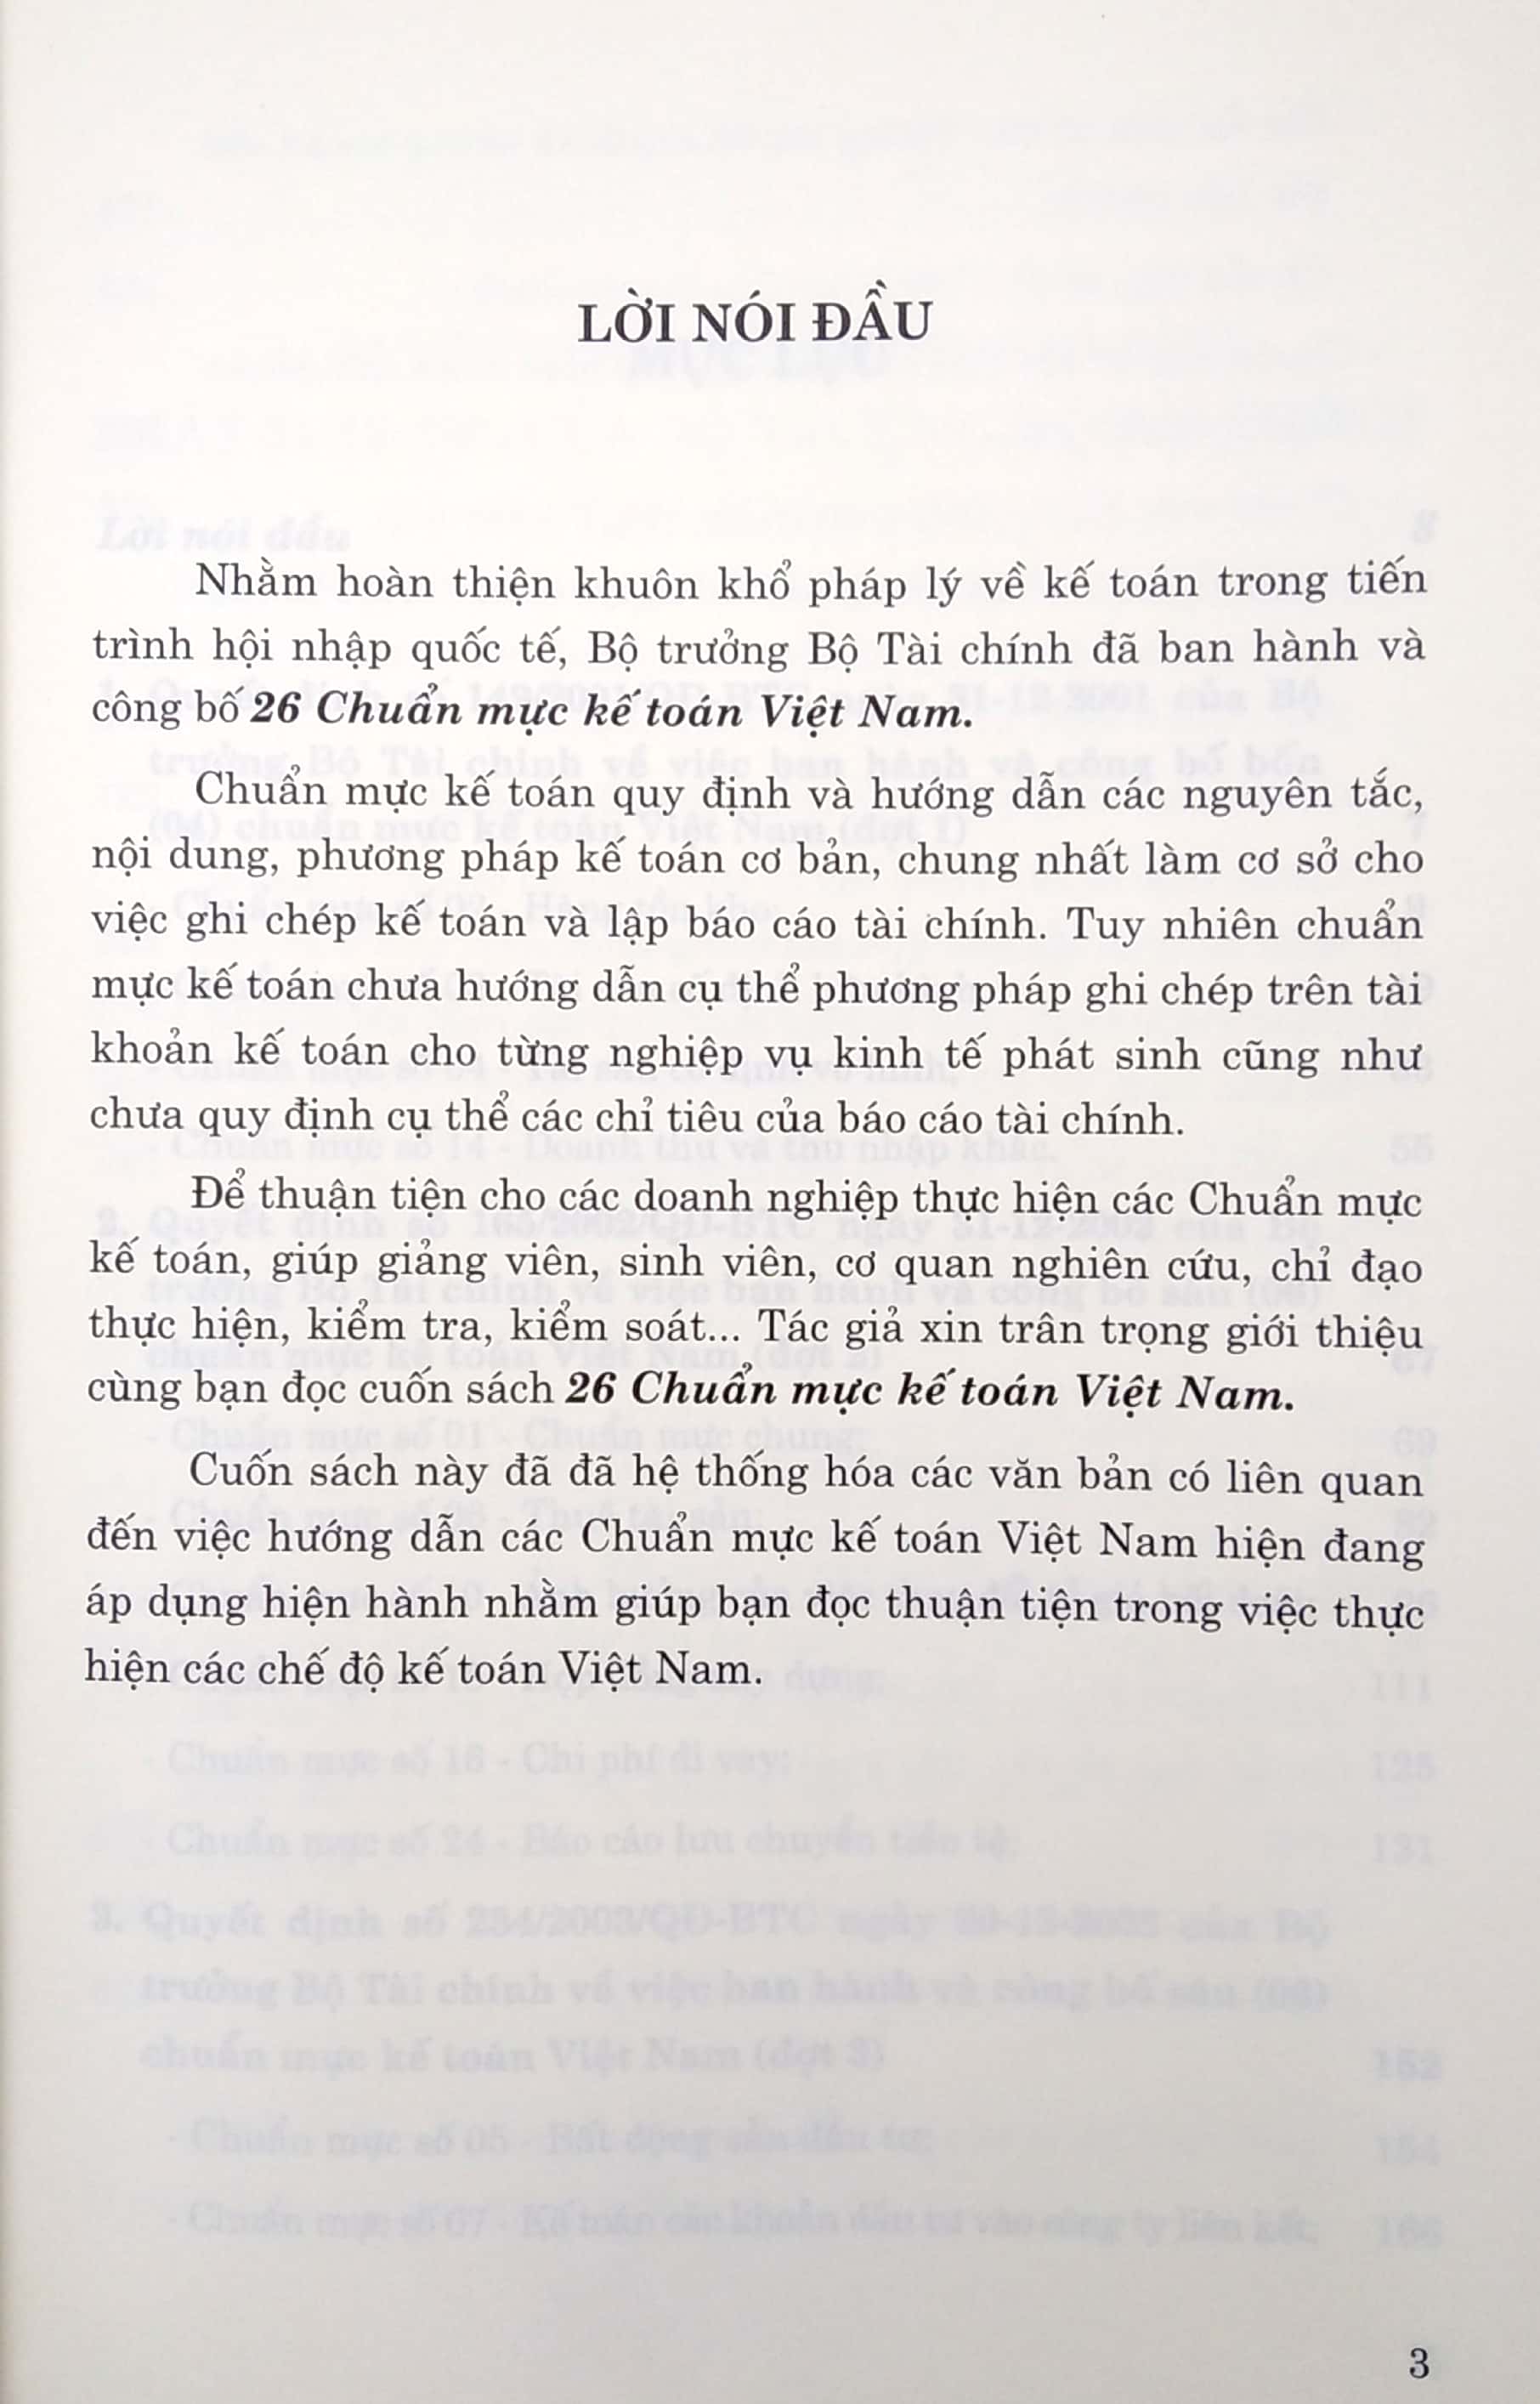 LỜI NÓI ĐẦU
Nhằm hoàn thiện khuôn khổ pháp lý về kế toán trong tiến
trình hội nhập quốc tế, Bộ trưởng Bộ Tài chính đã ban hành và
công bố 26 Chuẩn mực kế toán Việt Nam.
Chuẩn mực kế toán quy định và hướng dẫn các nguyên tắc,
nội dung, phương pháp kế toán cơ bản, chung nhất làm cơ sở cho
việc ghi chép kế toán và lập báo cáo tài chính. Tuy nhiên chuẩn
mực kế toán chưa hướng dẫn cụ thể phương pháp ghi chép trên tài
khoản kế toán cho từng nghiệp vụ kinh tế phát sinh cũng như
chưa quy định cụ thể các chỉ tiêu của báo cáo tài chính.
Để thuận tiện cho các doanh nghiệp thực hiện các Chuẩn mực
kế toán, giúp giảng viên, sinh viên, cơ quan nghiên cứu, chỉ đạo
thực hiện, kiểm tra, kiểm soát... Tác giả xin trân trọng giới thiệu
cùng bạn đọc cuốn sách 26 Chuẩn mực kế toán Việt Nam.
Cuốn sách này đã đã hệ thống hóa các văn bản có liên quan
đến việc hướng dẫn các Chuẩn mực kế toán Việt Nam hiện đang
áp dụng hiện hành nhằm giúp bạn đọc thuận tiện trong việc thực
hiện các chế độ kế toán Việt Nam.
3